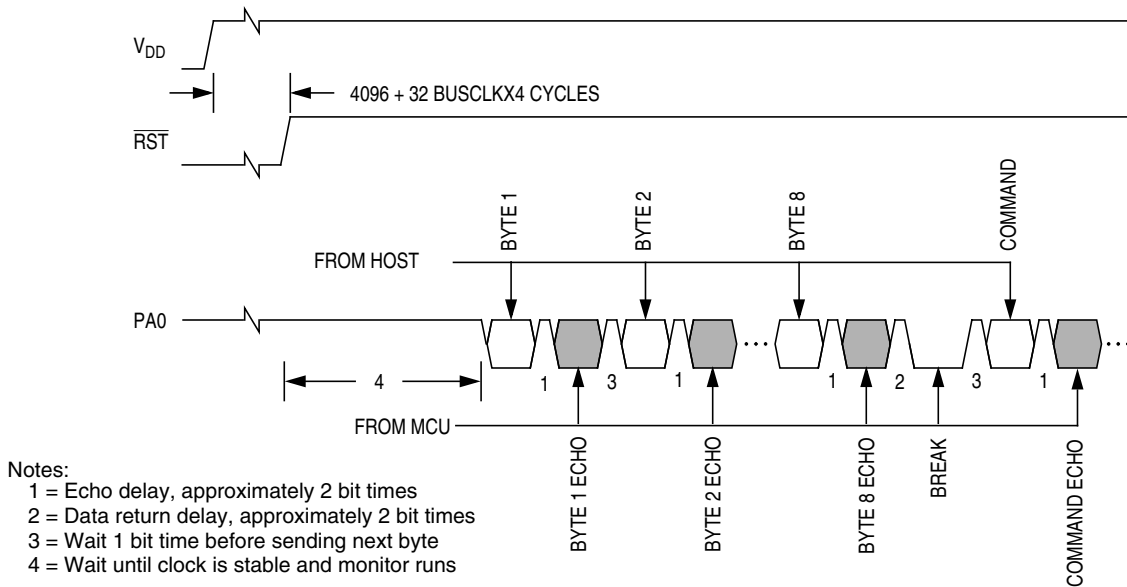 VDD
4096 + 32 BUSCLKX4 CYCLES
RST
BYTE 1
BYTE 2
BYTE 8
COMMAND
FROM HOST
PA0
4
1
3
1
1
2
3
1
FROM MCU
BYTE 1 ECHO
BYTE 2 ECHO
BYTE 8 ECHO
BREAK
COMMAND ECHO
Notes:
1 = Echo delay, approximately 2 bit times
2 = Data return delay, approximately 2 bit times
3 = Wait 1 bit time before sending next byte
4 = Wait until clock is stable and monitor runs